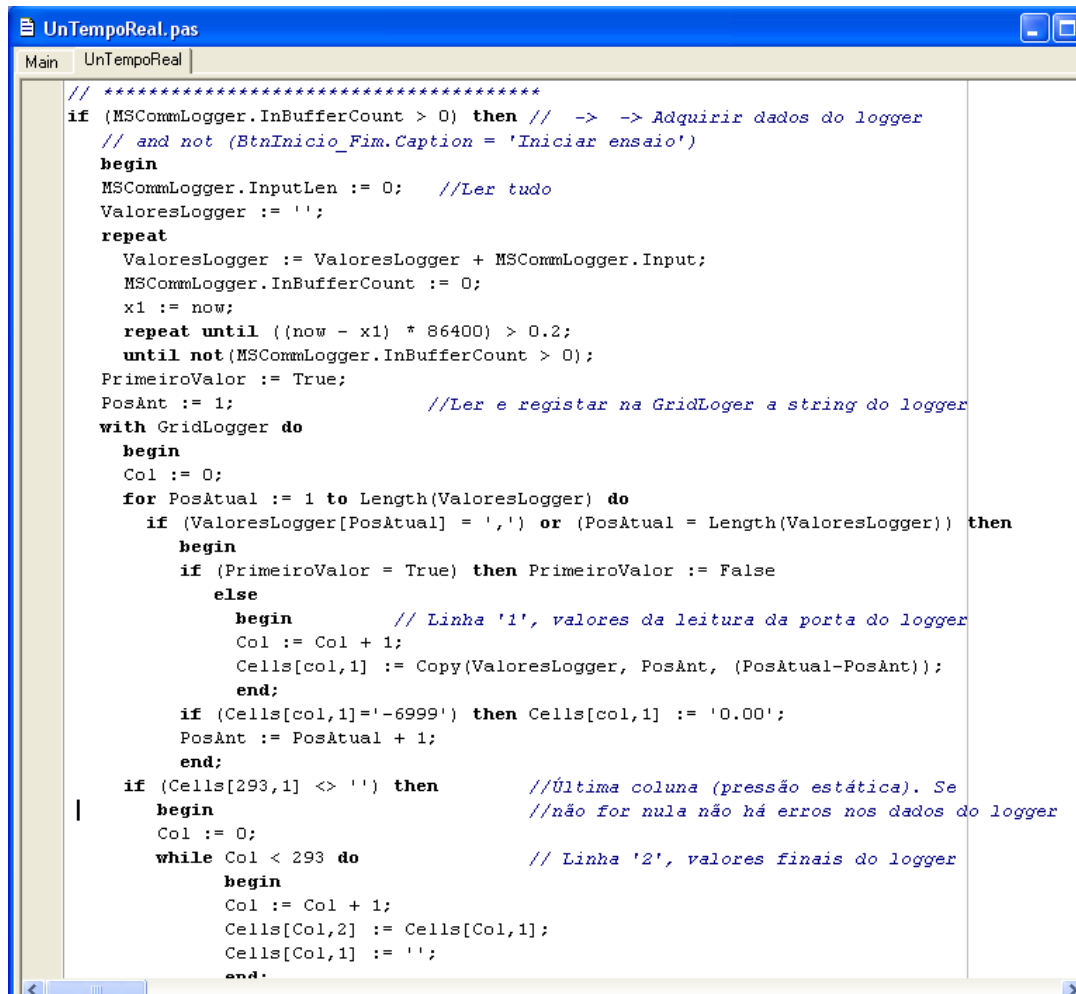 UnTempoReal.pas
Main UnTempoReal
// ***************************************
if (MSCommLogger.InBufferCount > 0) then // -> -> Adquirir dados do logger
// and not (BtnInicio_Fim.Caption = 'Iniciar ensaio')
begin
MSCommLogger.InputLen := 0; //Ler tudo
ValoresLogger := '';
repeat
ValoresLogger := ValoresLogger + MSCommLogger.Input;
MSCommLogger.InBufferCount := 0;
x1 := now;
repeat until ((now - x1) * 86400) > 0.2;
until not(MSCommLogger.InBufferCount > 0);
PrimeiroValor := True;
PosAnt := 1; //Ler e registar na GridLoger a string do logger
with GridLogger do
begin
Col := 0;
for PosAtual := 1 to Length(ValoresLogger) do
if (ValoresLogger[PosAtual] = ',') or (PosAtual = Length(ValoresLogger)) then
begin
if (PrimeiroValor = True) then PrimeiroValor := False
else
begin // Linha '1', valores da leitura da porta do logger
Col := Col + 1;
Cells[col,1] := Copy(ValoresLogger, PosAnt, (PosAtual-PosAnt));
end;
if (Cells[col,1]='-6999') then Cells[col,1] := '0.00';
PosAnt := PosAtual + 1;
end;
if (Cells[293,1] <> '') then //Última coluna (pressão estática). Se
begin //não for nula não há erros nos dados do logger
Col := 0;
while Col < 293 do // Linha '2', valores finais do logger
begin
Col := Col + 1;
Cells[Col,2] := Cells[Col,1];
Cells[Col,1] := '';
end;